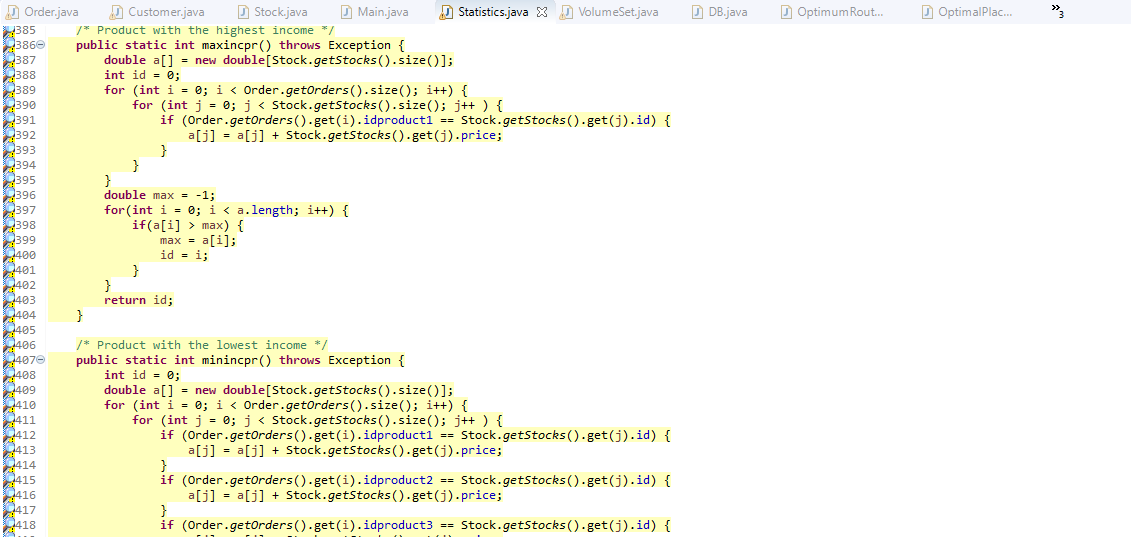 Order.java Customer.java Stock.java Main.java Statistics.java VolumeSet.java DB.java OptimumRout... OptimalPlac... »3
385 /* Product with the highest income */
386 public static int maxincpr() throws Exception {
387 double a[] = new double[Stock.getStocks().size()];
388 int id = 0;
389 for (int i = 0; i < Order.getOrders().size(); i++) {
390 for (int j = 0; j < Stock.getStocks().size(); j++ ) {
391 if (Order.getOrders().get(i).idproduct1 == Stock.getStocks().get(j).id) {
392 a[j] = a[j] + Stock.getStocks().get(j).price;
393 }
394 }
395 }
396 double max = -1;
397 for(int i = 0; i < a.length; i++) {
398 if(a[i] > max) {
399 max = a[i];
400 id = i;
401 }
402 }
403 return id;
404 }
405
406 /* Product with the lowest income */
407 public static int minincpr() throws Exception {
408 int id = 0;
409 double a[] = new double[Stock.getStocks().size()];
410 for (int i = 0; i < Order.getOrders().size(); i++) {
411 for (int j = 0; j < Stock.getStocks().size(); j++ ) {
412 if (Order.getOrders().get(i).idproduct1 == Stock.getStocks().get(j).id) {
413 a[j] = a[j] + Stock.getStocks().get(j).price;
414 }
415 if (Order.getOrders().get(i).idproduct2 == Stock.getStocks().get(j).id) {
416 a[j] = a[j] + Stock.getStocks().get(j).price;
417 }
418 if (Order.getOrders().get(i).idproduct3 == Stock.getStocks().get(j).id) {